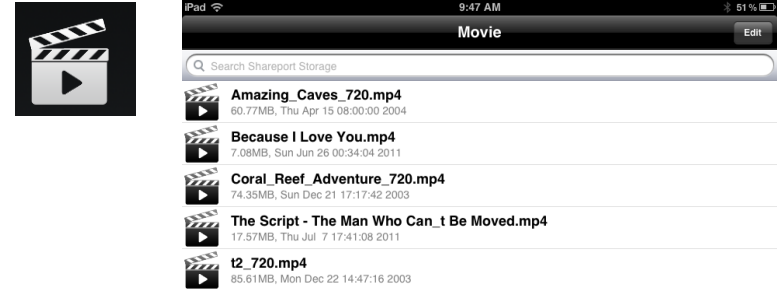 iPad 9:47 AM 51%
Movie Edit
Search Shareport Storage
Amazing_Caves_720.mp4
60.77MB, Thu Apr 15 08:00:00 2004
Because I Love You.mp4
7.08MB, Sun Jun 26 00:34:04 2011
Coral_Reef_Adventure_720.mp4
74.35MB, Sun Dec 21 17:17:42 2003
The Script - The Man Who Can_t Be Moved.mp4
17.57MB, Thu Jul  7 17:41:08 2011
t2_720.mp4
85.61MB, Mon Dec 22 14:47:16 2003